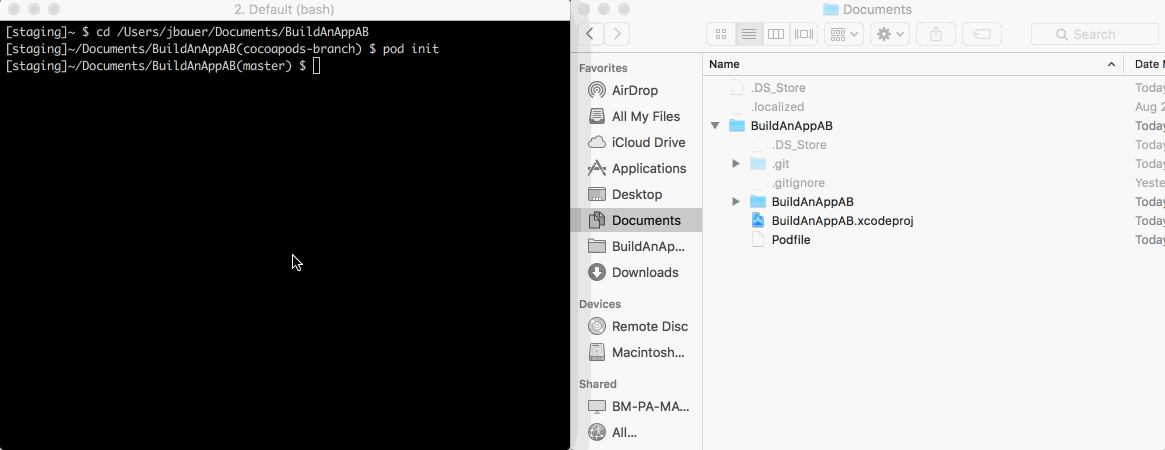 2. Default (bash)
[staging]~ $ cd /Users/jbauer/Documents/BuildAnAppAB
[staging]~/Documents/BuildAnAppAB(cocoapods-branch) $ pod init
[staging]~/Documents/BuildAnAppAB(master) $
Documents
Search
Favorites
AirDrop
All My Files
iCloud Drive
Applications
Desktop
Documents
BuildAnAp...
Downloads
Devices
Remote Disc
Macintosh...
Shared
BM-PA-MA...
All...
Name
Date
.DS_Store
Today
.localized
Aug 2
BuildAnAppAB
Today
.DS_Store
Today
.git
Today
.gitignore
Yeste
BuildAnAppAB
Today
BuildAnAppAB.xcodeproj
Today
Podfile
Today